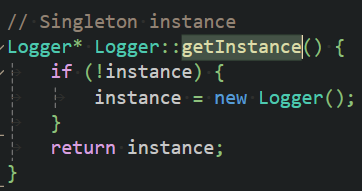 // Singleton instance
Logger* Logger::getInstance() {
    if (!instance) {
        instance = new Logger();
    }
    return instance;
}